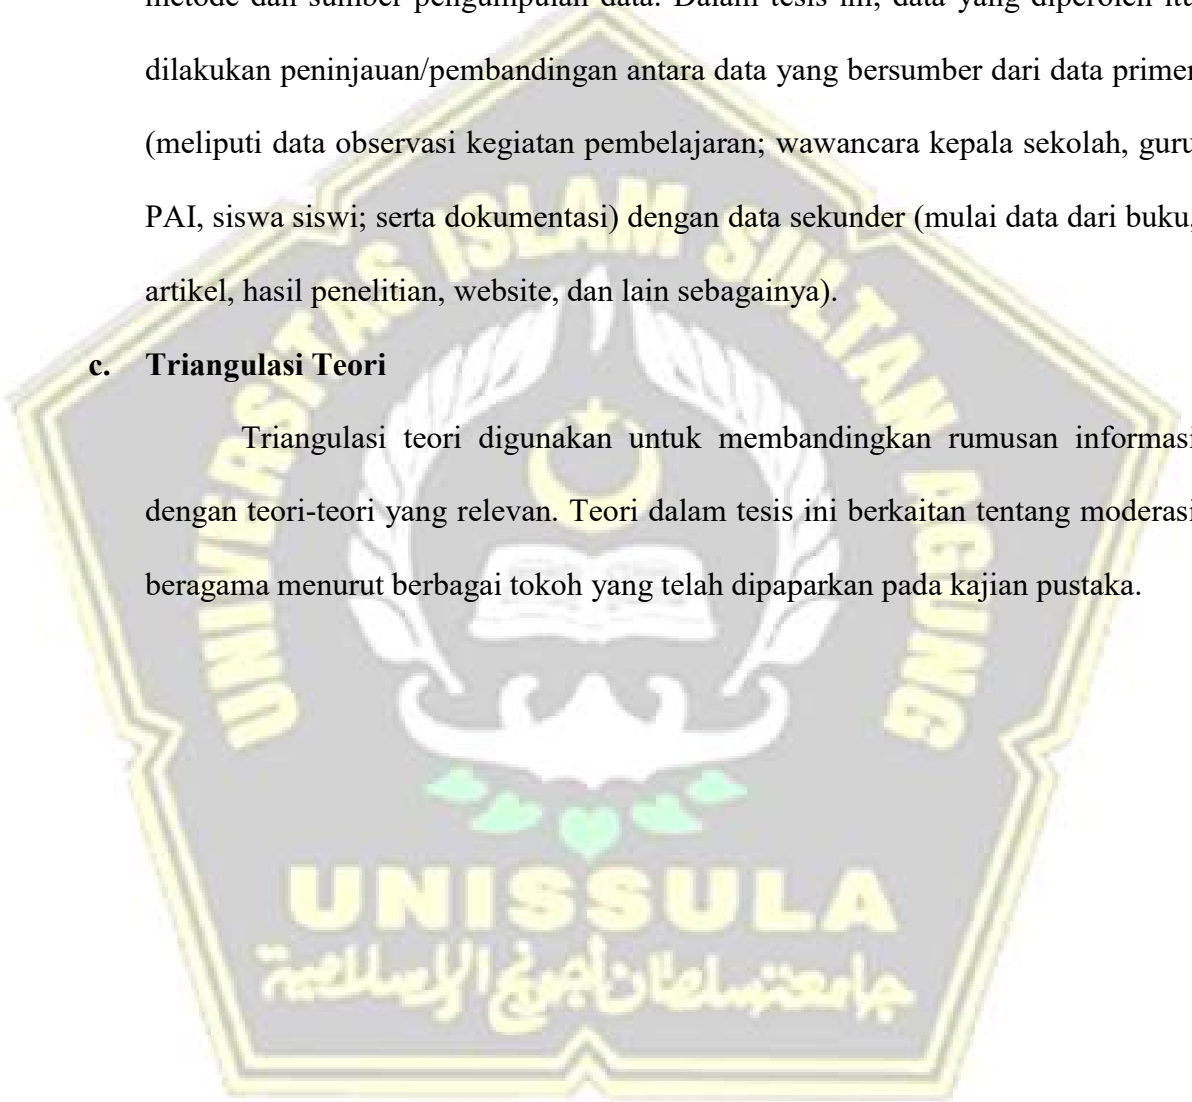 metode dan sumber pengumpulan data. Dalam tesis ini, data yang diperoleh itu
dilakukan peninjauan/pembandingan antara data yang bersumber dari data primer
(meliputi data observasi kegiatan pembelajaran; wawancara kepala sekolah, guru
PAI, siswa siswi; serta dokumentasi) dengan data sekunder (mulai data dari buku,
artikel, hasil penelitian, website, dan lain sebagainya).
c. Triangulasi Teori
Triangulasi teori digunakan untuk membandingkan rumusan informasi
dengan teori-teori yang relevan. Teori dalam tesis ini berkaitan tentang moderasi
beragama menurut berbagai tokoh yang telah dipaparkan pada kajian pustaka.
UNIVERSITAS ISLAM SULTAN AGUNG
UNISSULA
جامعة سلطان أجونج الإسلامية